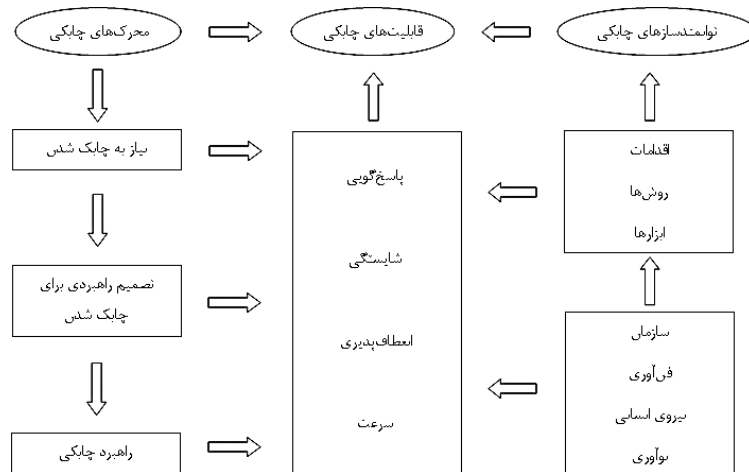 محرک‌های چابکی
قابلیت‌های چابکی
توانمندسازهای چابکی
نیاز به چابک شدن
تصمیم راهبردی برای
چابک شدن
راهبرد چابکی
پاسخ‌گویی
شایستگی
انعطاف‌پذیری
سرعت
اقدامات
روش‌ها
ابزارها
سازمان
فن‌آوری
نیروی انسانی
نوآوری